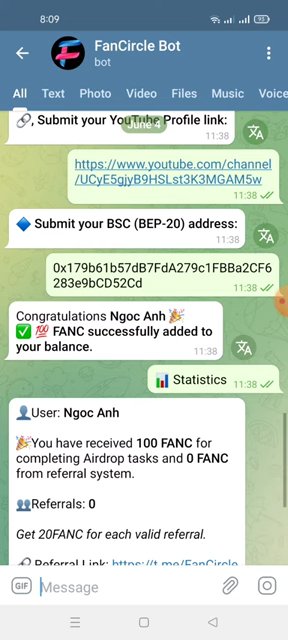 8:09
93
FanCircle Bot
bot
All Text Photo Video Files Music Voice
🔗, Submit your YouTube Profile link:
June 4
11:38
https://www.youtube.com/channel
/UCyE5gjyB9HSLst3K3MGAM5w
11:38
🔷 Submit your BSC (BEP-20) address:
11:38
0x179b61b57dB7FdA279c1FBBa2CF6
283e9bCD52Cd
11:38
Congratulations Ngoc Anh 🎉
✅ 💯 FANC successfully added to
your balance.
11:38
📊 Statistics
11:38
👤User: Ngoc Anh
🎉You have received 100 FANC for
completing Airdrop tasks and 0 FANC
from referral system.
👥Referrals: 0
Get 20FANC for each valid referral.
🔗 Referral Link: https://t.me/FanCircle
GIF Message